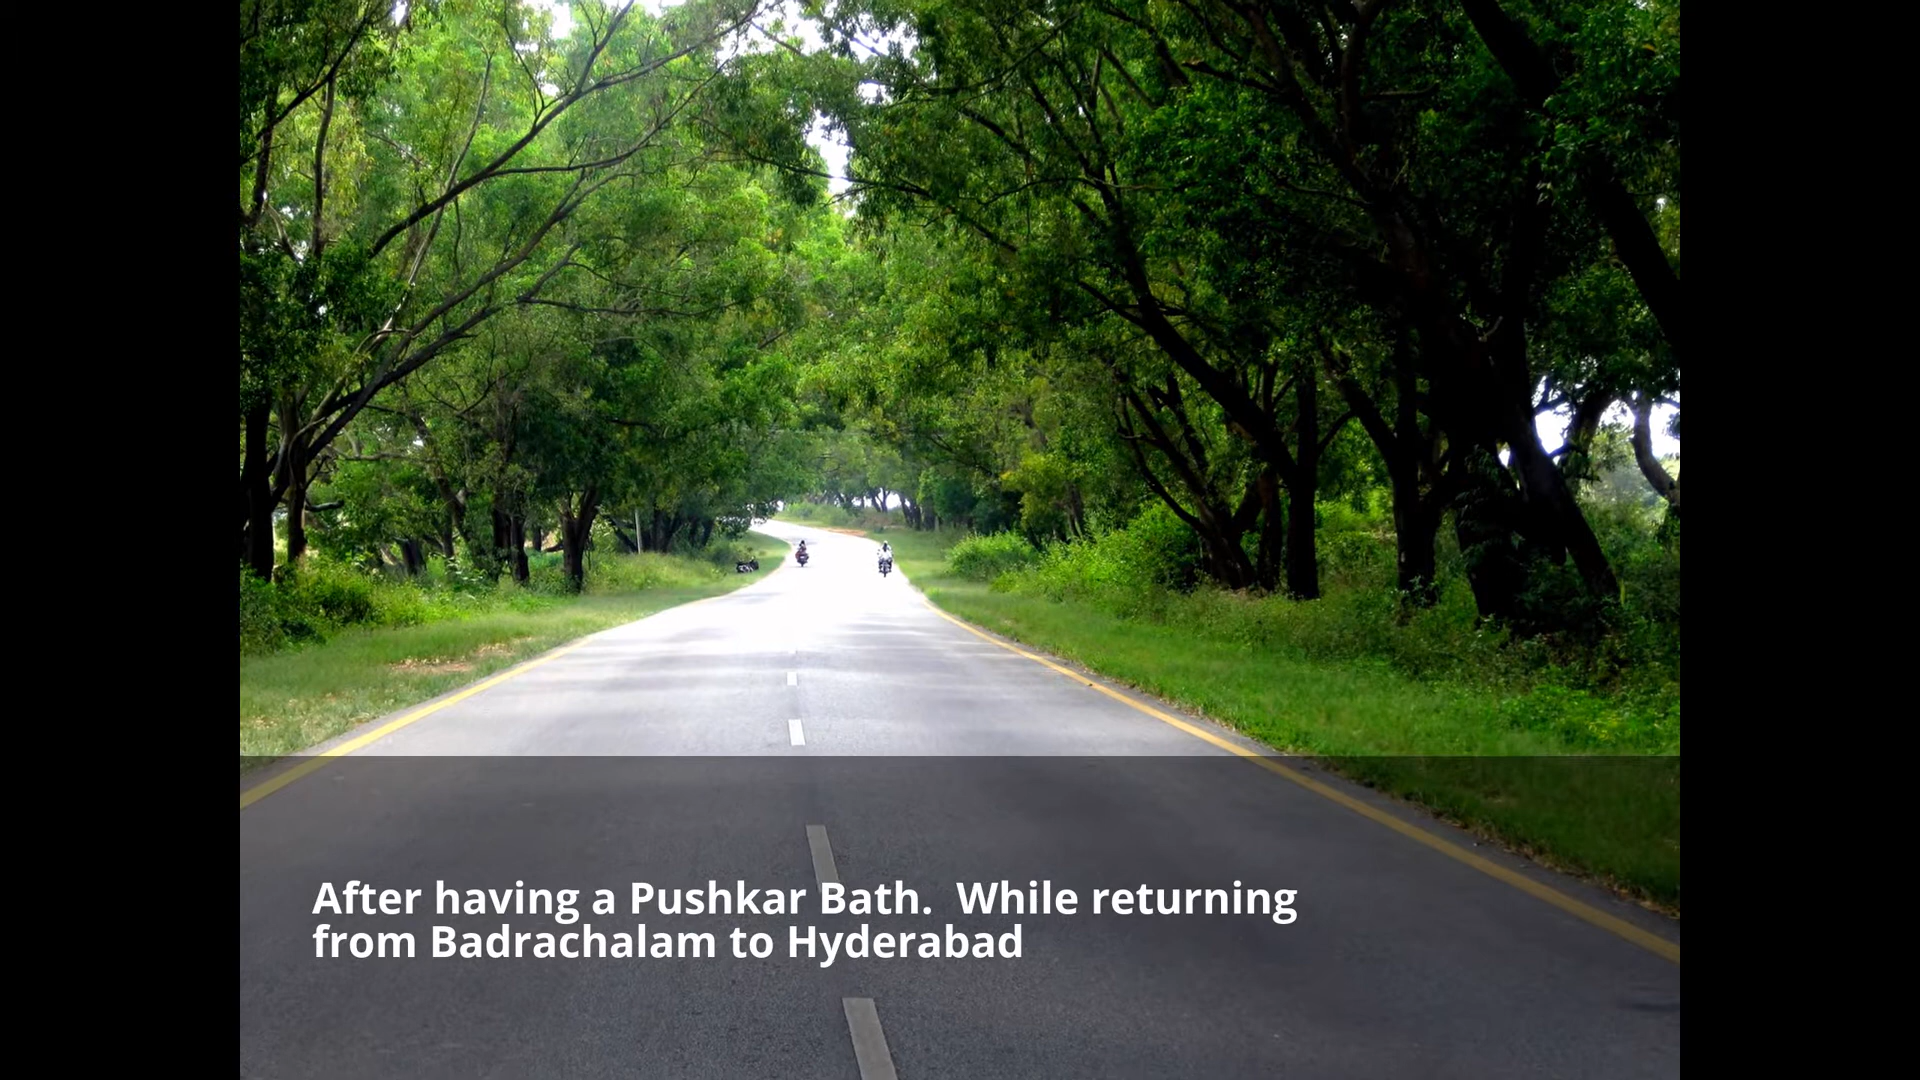 After having a Pushkar Bath.  While returning
from Badrachalam to Hyderabad